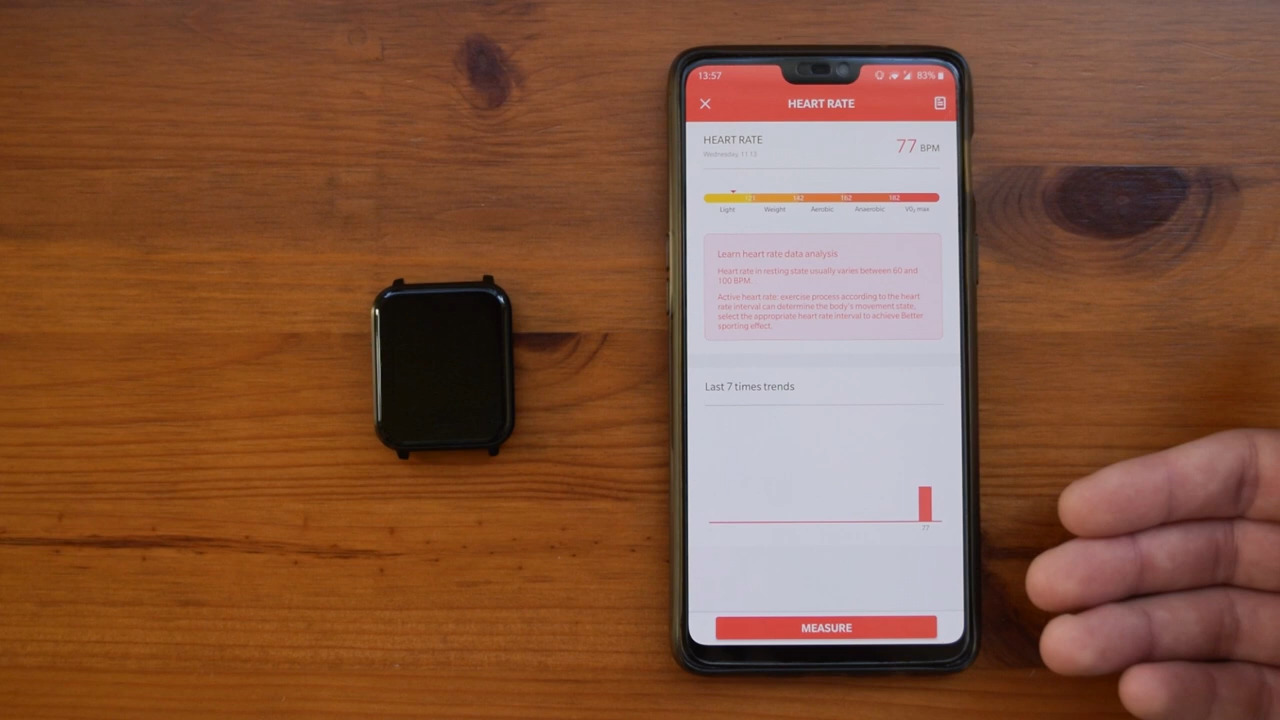 13:57 83%
HEART RATE
HEART RATE
77 BPM
Wednesday, 11.13
121 142 162 182
Light Weight Aerobic Anaerobic VO₂ max
Learn heart rate data analysis
Heart rate in resting state usually varies between 60 and
100 BPM.
Active heart rate: exercise process according to the heart
rate interval can determine the body's movement state,
select the appropriate heart rate interval to achieve Better
sporting effect.
Last 7 times trends
77
MEASURE